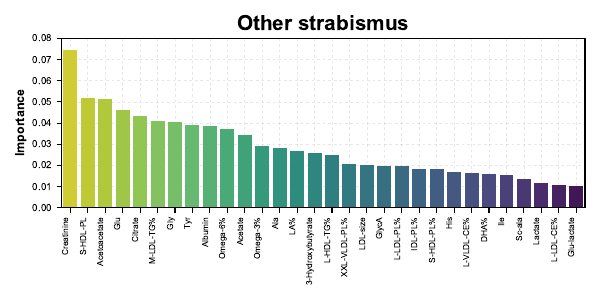 Other strabismus
Importance
0.08
0.07
0.06
0.05
0.04
0.03
0.02
0.01
0.00
Creatinine
S-HDL-PL
Acetoacetate
Glu
Citrate
M-LDL-TG%
Gly
Tyr
Albumin
Omega-6%
Acetate
Omega-3%
Ala
LA%
3-Hydroxybutyrate
L-HDL-TG%
XXL-VLDL-PL%
LDL-size
GlycA
L-LDL-PL%
IDL-PL%
S-HDL-PL%
His
L-VLDL-CE%
DHA%
Ile
Sc-ala
Lactate
L-LDL-CE%
Glu-lactate